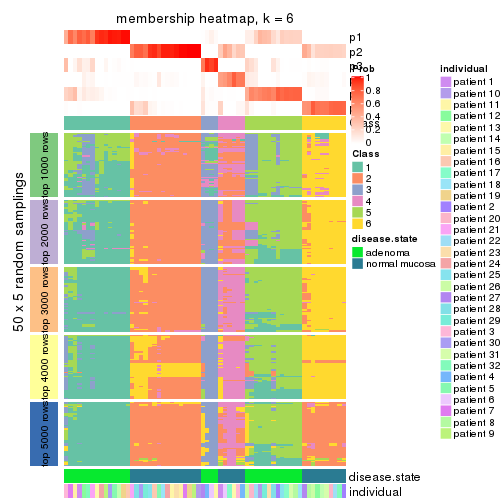 membership heatmap, k = 6
p1
p2
Prob
1
0.8
0.6
0.4
0.2
0
Class
1
2
3
4
5
6
disease.state
adenoma
normal mucosa
individual
patient 1
patient 10
patient 11
patient 12
patient 13
patient 14
patient 15
patient 16
patient 17
patient 18
patient 19
patient 2
patient 20
patient 21
patient 22
patient 23
patient 24
patient 25
patient 26
patient 27
patient 28
patient 29
patient 3
patient 30
patient 31
patient 32
patient 4
patient 5
patient 6
patient 7
patient 8
patient 9
50 x 5 random samplings
top 1000 rows
top 2000 rows
top 3000 rows
top 4000 rows
top 5000 rows
disease.state
individual